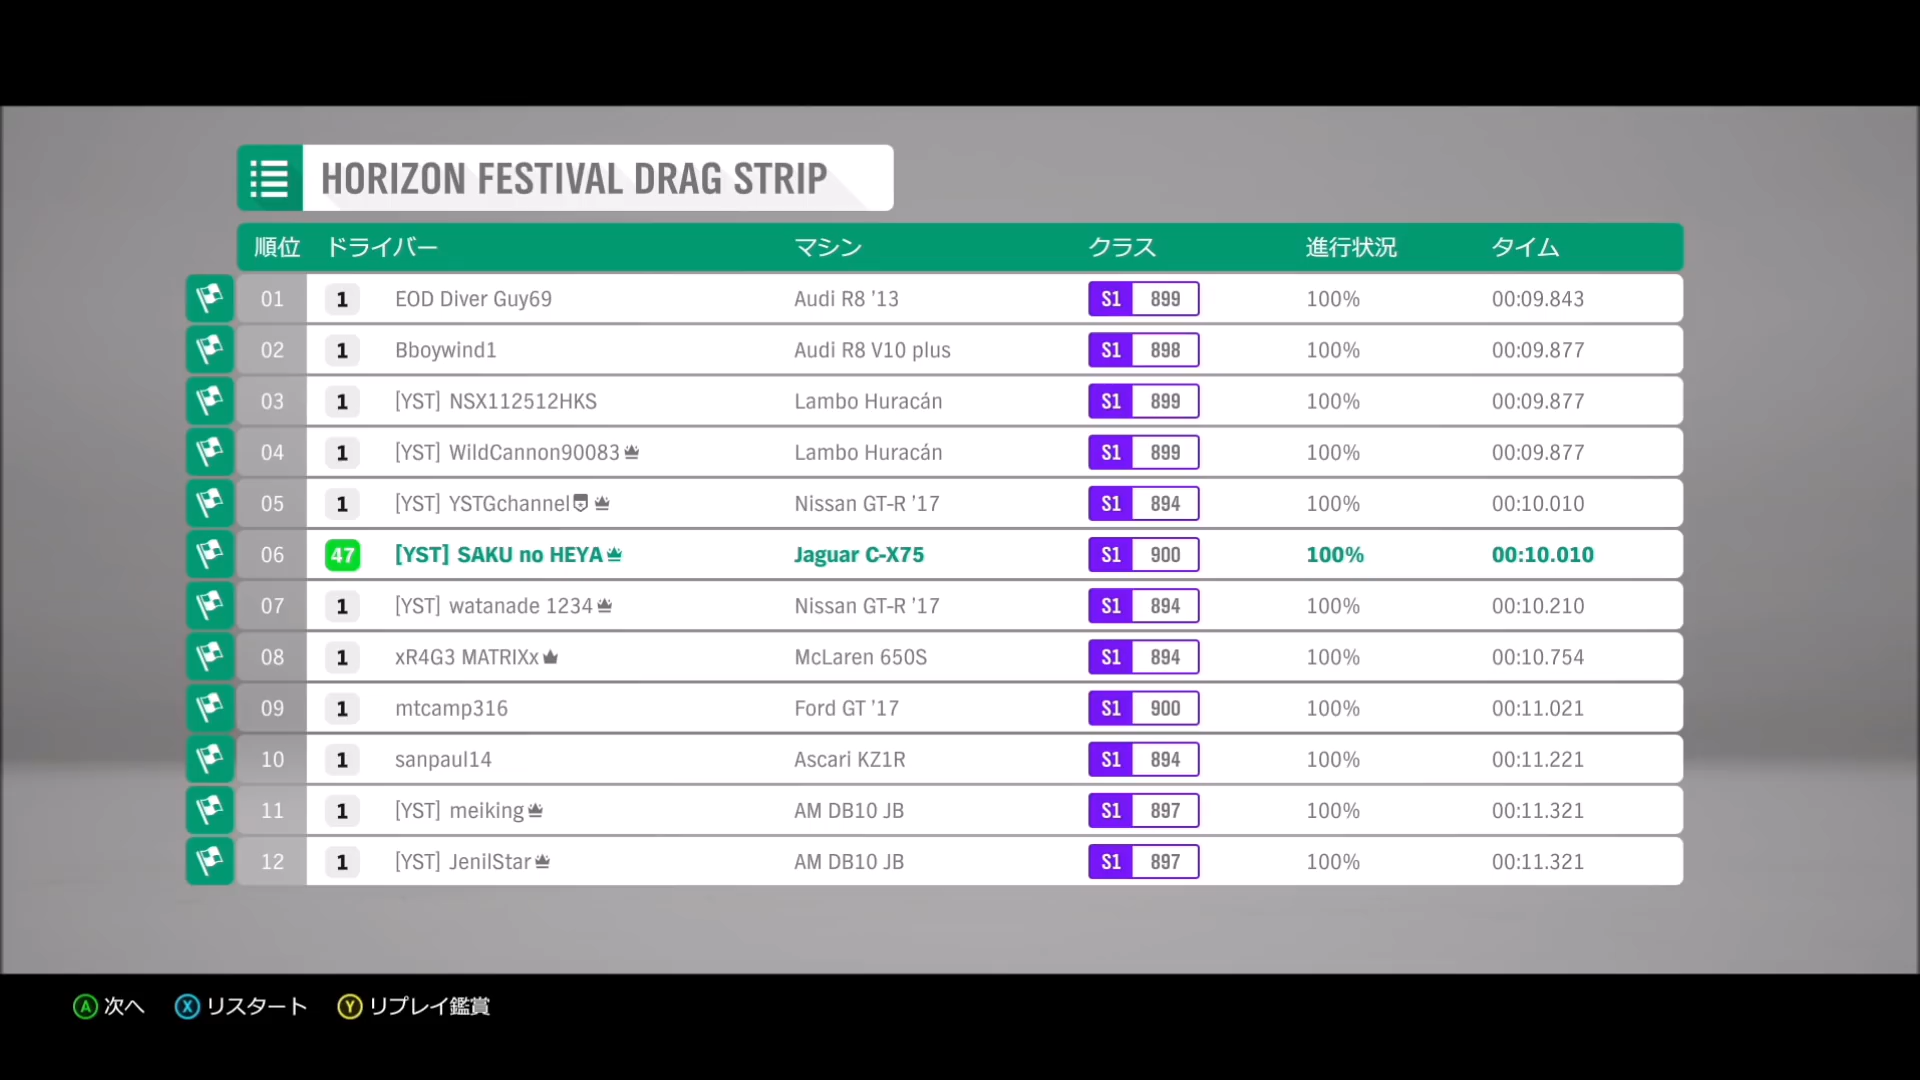 HORIZON FESTIVAL DRAG STRIP
順位 ドライバー マシン クラス 進行状況 タイム
01 1 EOD Diver Guy69 Audi R8 ’13 S1 899 100% 00:09.843
02 1 Bboywind1 Audi R8 V10 plus S1 898 100% 00:09.877
03 1 [YST] NSX112512HKS Lambo Huracán S1 899 100% 00:09.877
04 1 [YST] WildCannon90083 Lambo Huracán S1 899 100% 00:09.877
05 1 [YST] YSTGchannel Nissan GT-R ’17 S1 894 100% 00:10.010
06 47 [YST] SAKU no HEYA Jaguar C-X75 S1 900 100% 00:10.010
07 1 [YST] watanade 1234 Nissan GT-R ’17 S1 894 100% 00:10.210
08 1 xR4G3 MATRIXx McLaren 650S S1 894 100% 00:10.754
09 1 mtcamp316 Ford GT ’17 S1 900 100% 00:11.021
10 1 sanpaul14 Ascari KZ1R S1 894 100% 00:11.221
11 1 [YST] meiking AM DB10 JB S1 897 100% 00:11.321
12 1 [YST] JenilStar AM DB10 JB S1 897 100% 00:11.321
A 次へ X リスタート Y リプレイ鑑賞